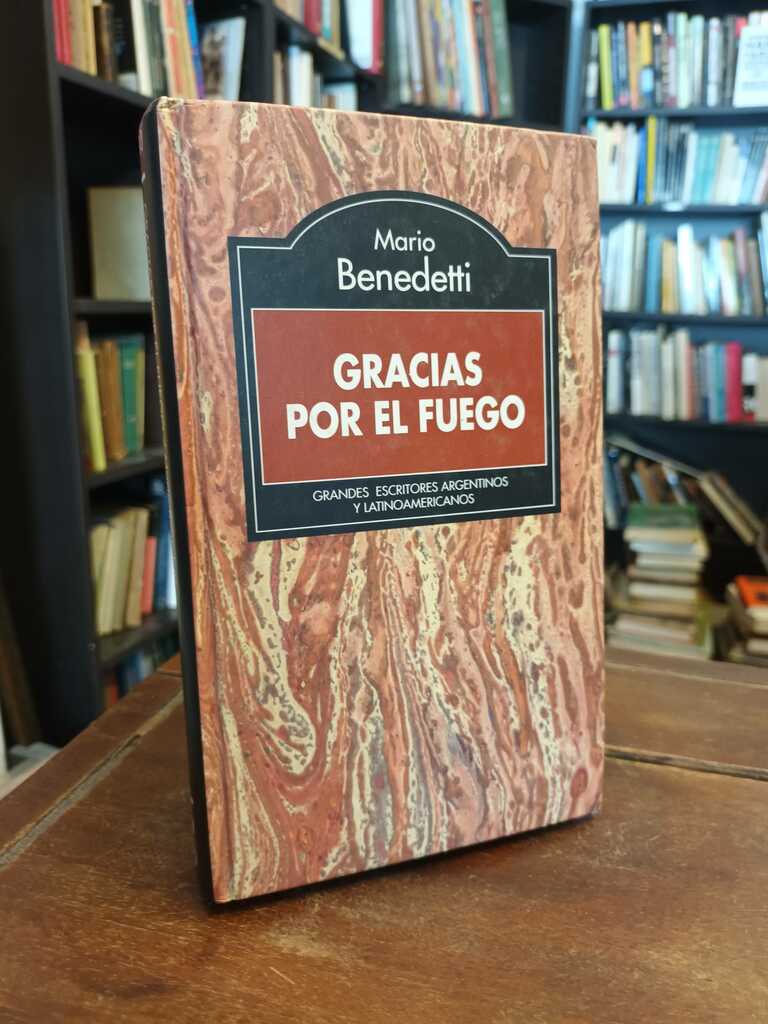 Mario
Benedetti
GRACIAS
POR EL FUEGO
GRANDES ESCRITORES ARGENTINOS
Y LATINOAMERICANOS